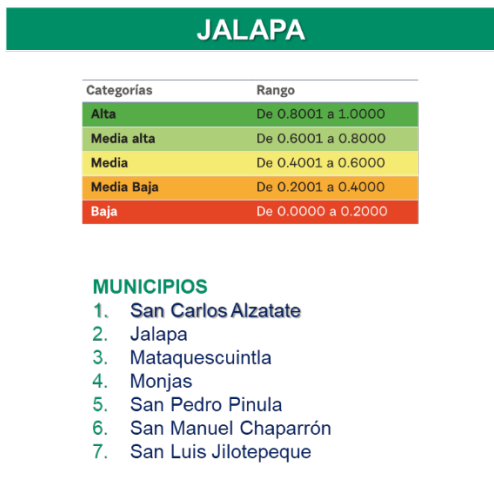 JALAPA
Categorías Rango
Alta De 0.8001 a 1.0000
Media alta De 0.6001 a 0.8000
Media De 0.4001 a 0.6000
Media Baja De 0.2001 a 0.4000
Baja De 0.0000 a 0.2000
MUNICIPIOS
1. San Carlos Alzatate
2. Jalapa
3. Mataquescuintla
4. Monjas
5. San Pedro Pinula
6. San Manuel Chaparrón
7. San Luis Jilotepeque